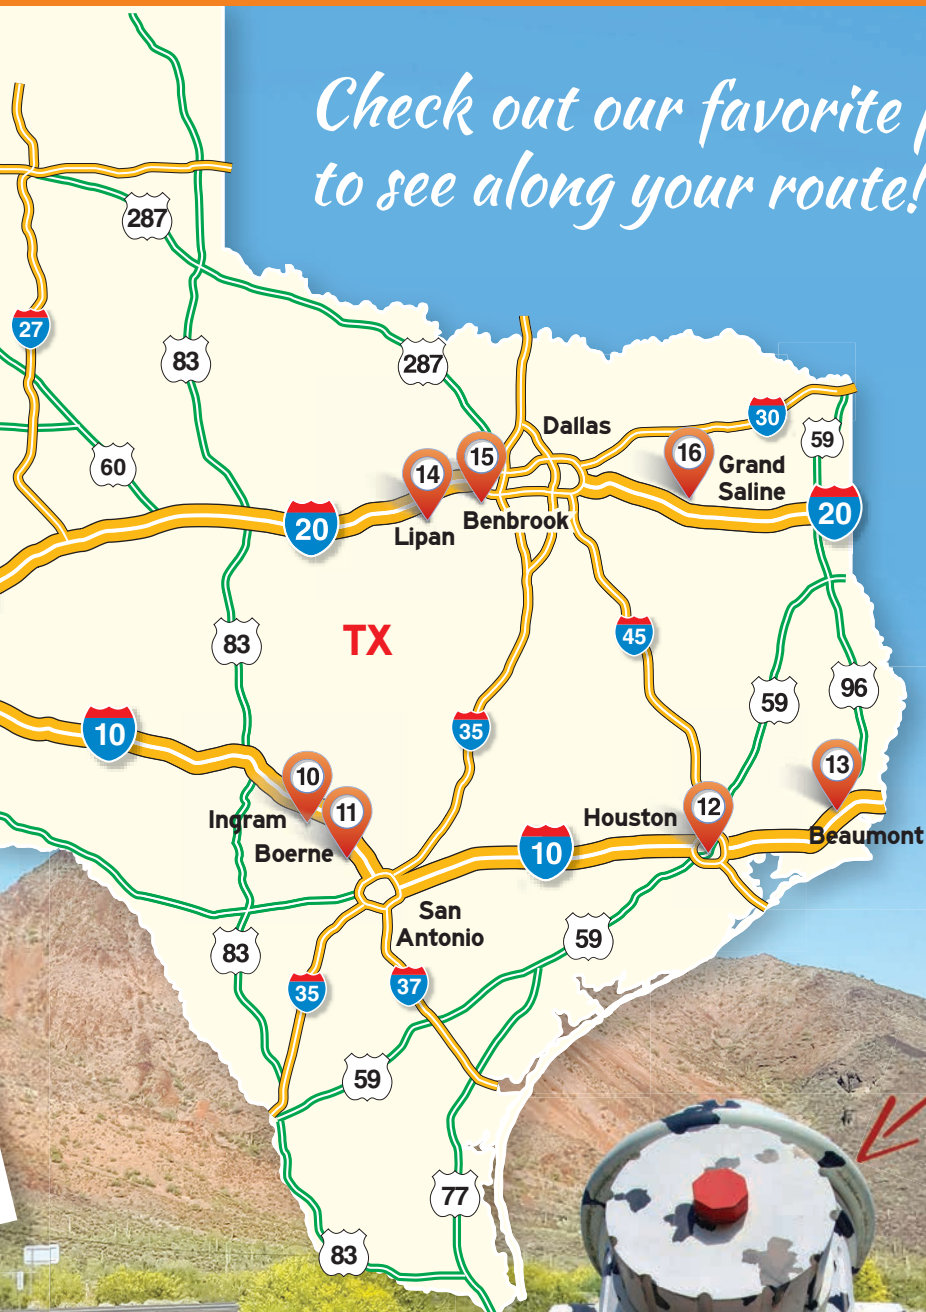 Check out our favorite
to see along your route!
287
27
83
287
60
30
59
Dallas
16
Grand
Saline
15
14
Benbrook
Lipan
20
20
83
TX
45
59
96
35
10
10
Ingram
11
Boerne
12
Houston
13
Beaumont
10
San
Antonio
59
83
35
37
59
77
83